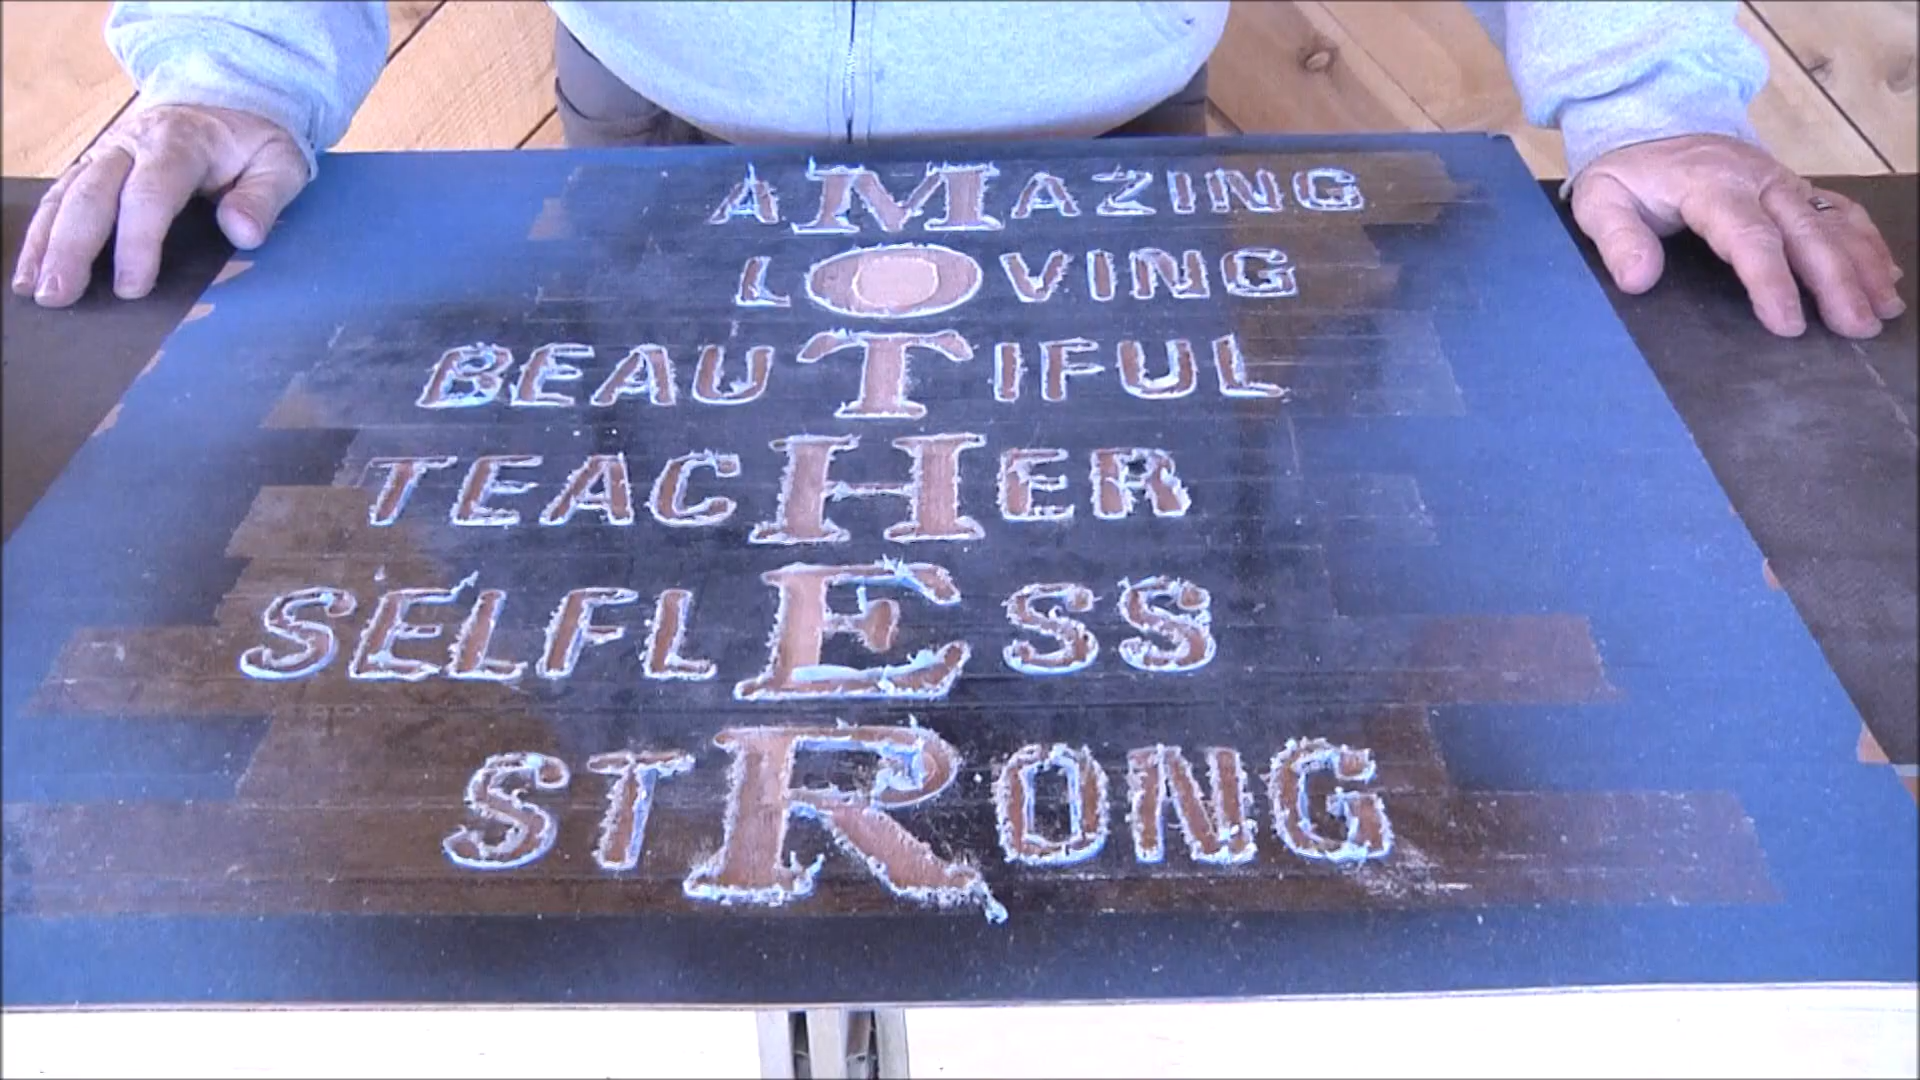 AMAZING
LOVING
BEAUTIFUL
TEACHER
SELFLESS
STRONG